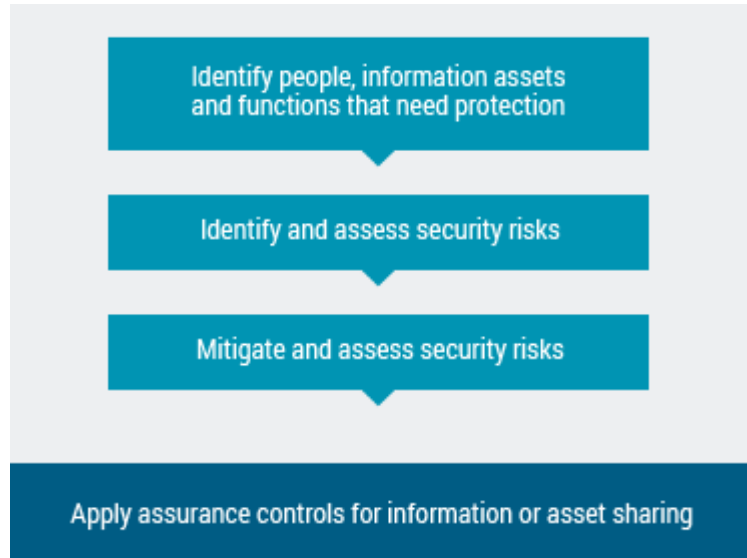 Identify people, information assets
and functions that need protection
Identify and assess security risks
Mitigate and assess security risks
Apply assurance controls for information or asset sharing